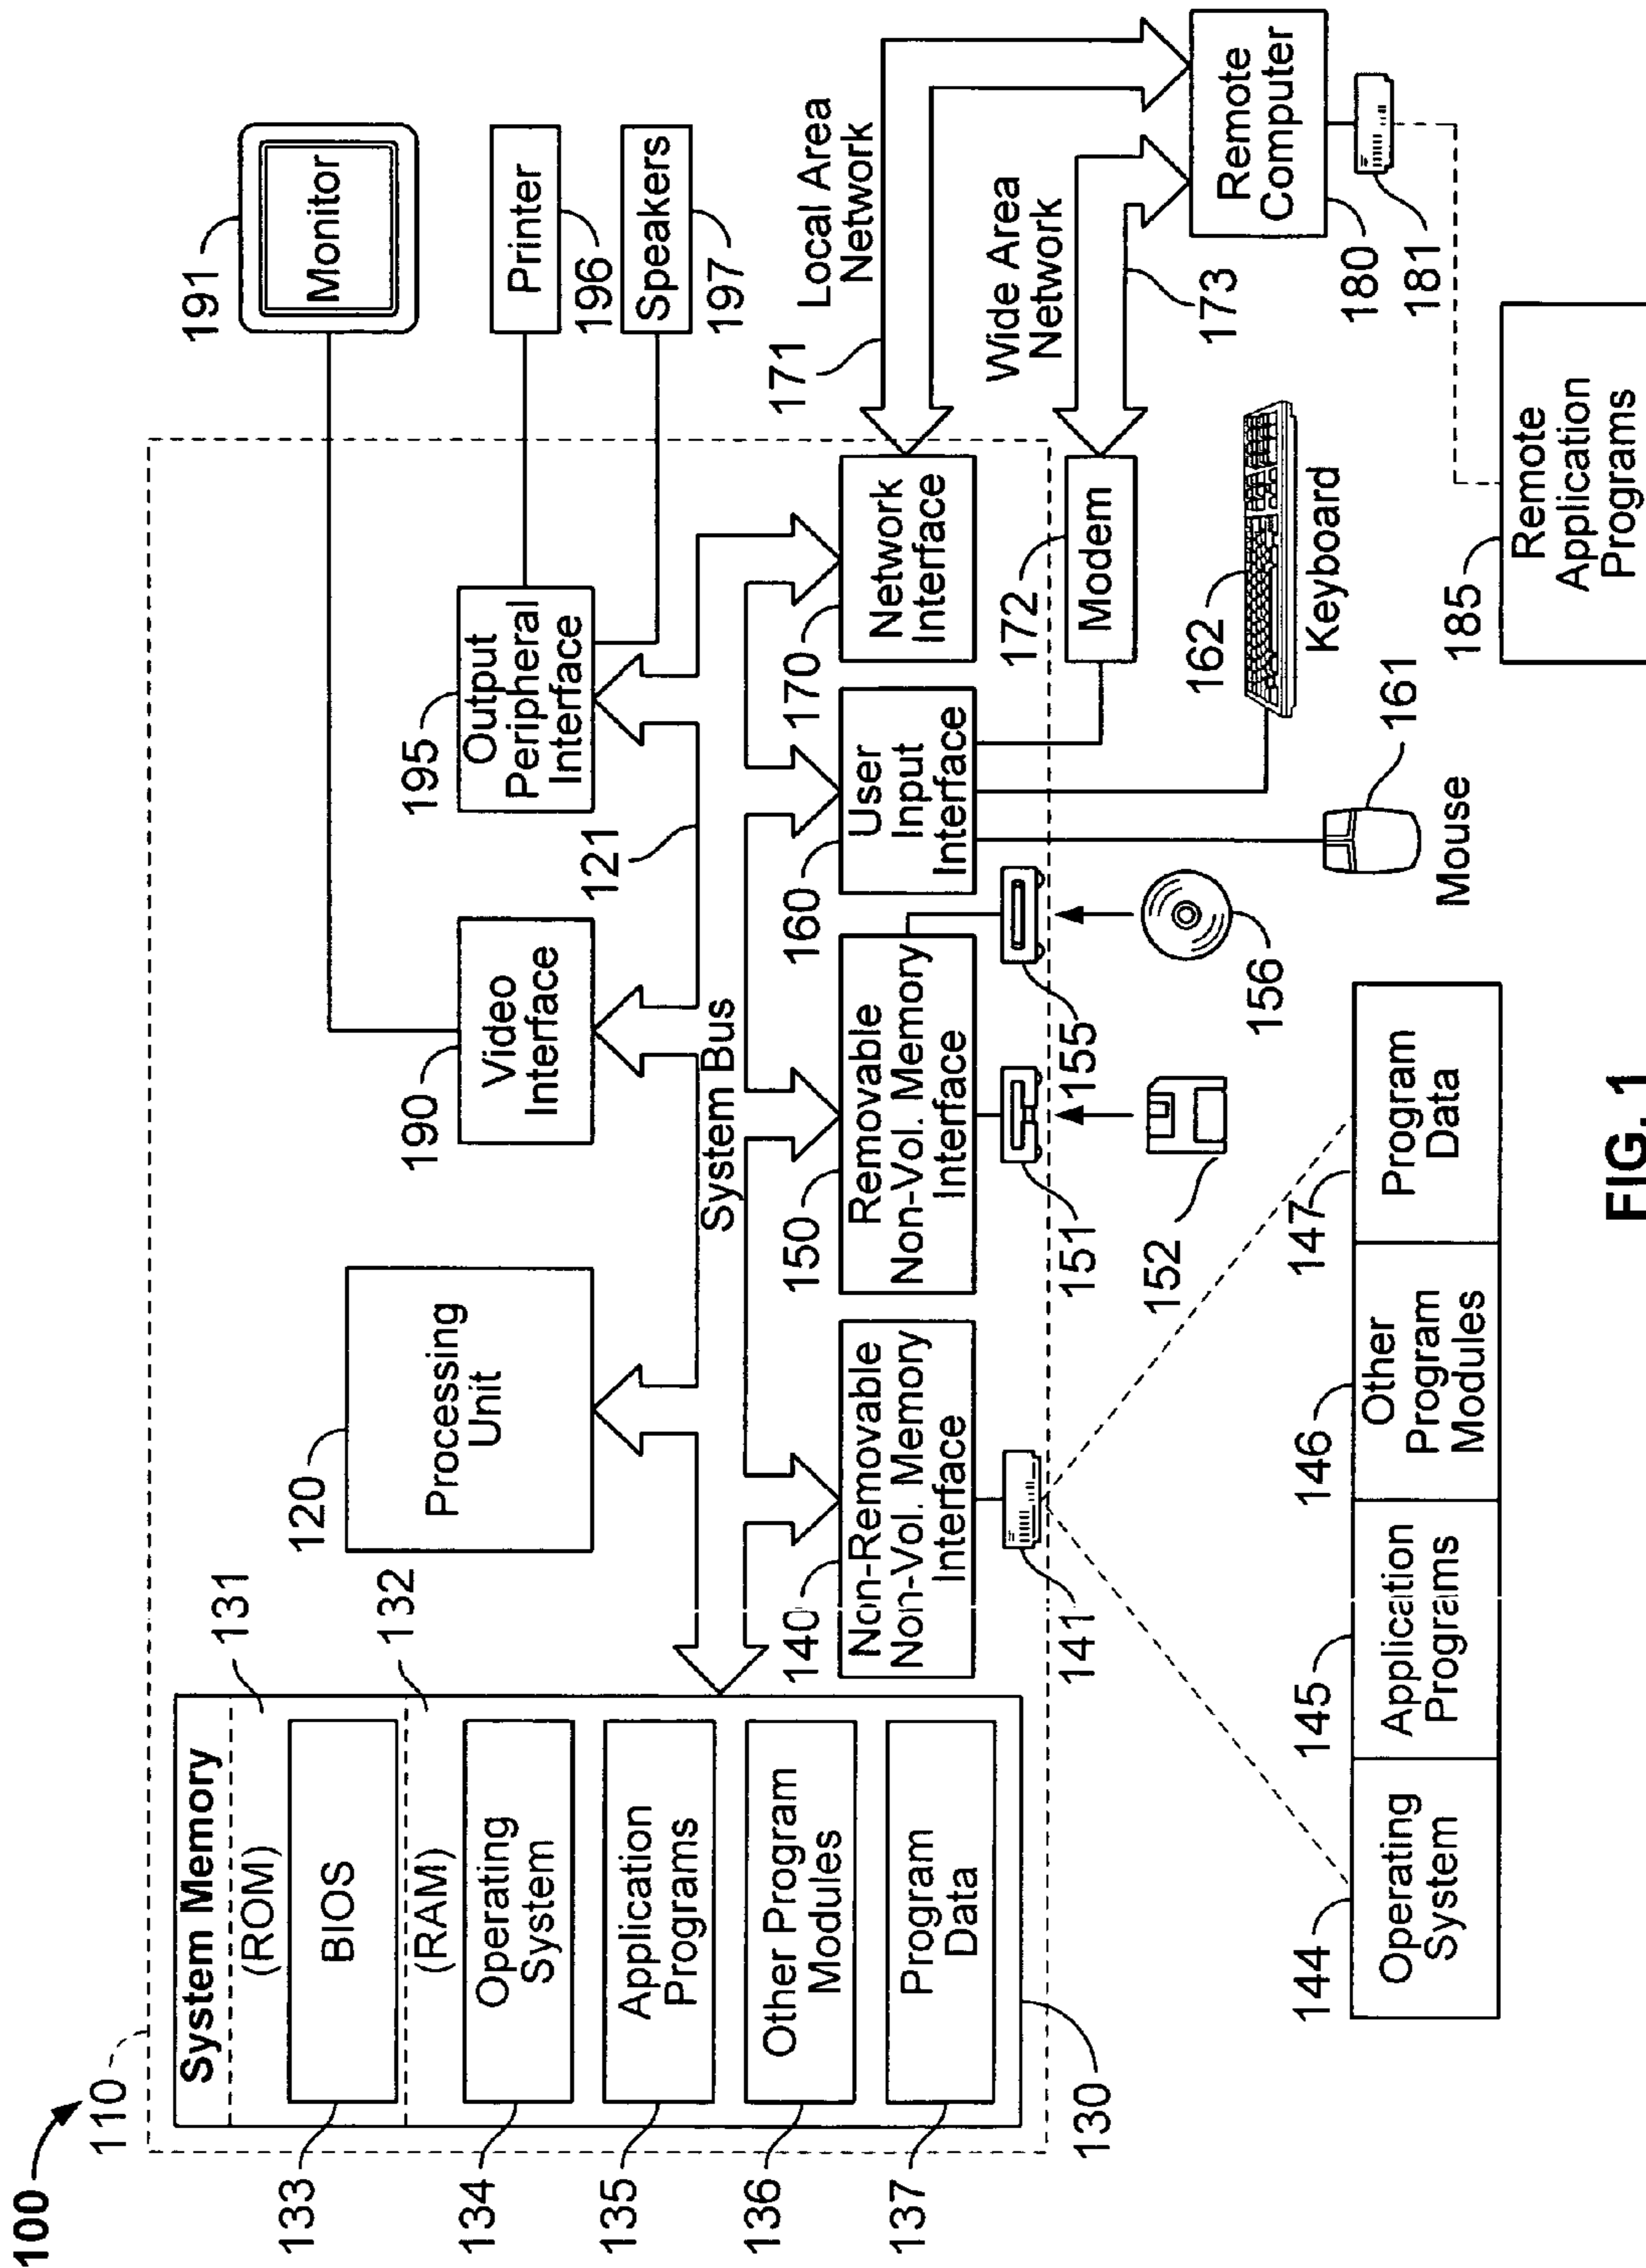 100
110
System Memory
(ROM)
131
BIOS
133
(RAM)
132
Operating
System
134
Application
Programs
135
Other Program
Modules
136
Program
Data
137
130
120
Processing
Unit
190
Video
Interface
195
Output
Peripheral
Interface
191
Monitor
Printer
196
Speakers
197
121
System Bus
140
Non-Removable
Non-Vol. Memory
Interface
150
Removable
Non-Vol. Memory
Interface
160
User
Input
Interface
170
Network
Interface
171
Local Area
Network
Wide Area
Network
173
172
Modem
Remote
Computer
180
181
141
151
155
152
156
162
Keyboard
161
Mouse
185
Remote
Application
Programs
144
Operating
System
145
Application
Programs
146
Other
Program
Modules
147
Program
Data
FIG. 1